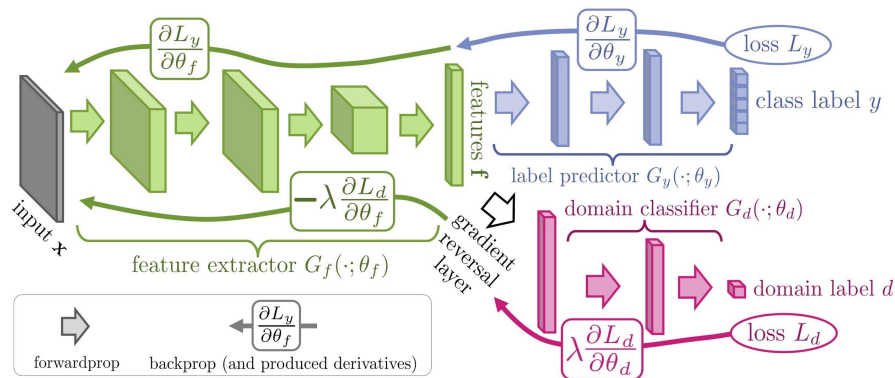 ∂L_y/∂θ_f
∂L_y/∂θ_y
loss L_y
features f
class label y
label predictor G_y(·; θ_y)
input x
−λ ∂L_d/∂θ_f
feature extractor G_f(·; θ_f)
gradient
reversal
layer
domain classifier G_d(·; θ_d)
domain label d
λ ∂L_d/∂θ_d
loss L_d
∂L_y/∂θ_f
forwardprop
backprop (and produced derivatives)